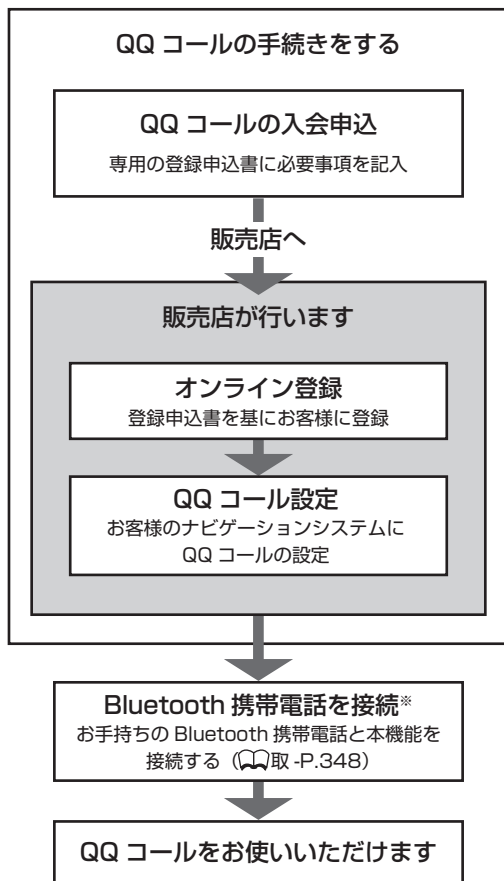 QQ コールの手続きをする
QQ コールの入会申込
専用の登録申込書に必要事項を記入
販売店へ
販売店が行います
オンライン登録
登録申込書を基にお客様に登録
QQ コール設定
お客様のナビゲーションシステムに
QQ コールの設定
Bluetooth 携帯電話を接続※
お手持ちの Bluetooth 携帯電話と本機能を
接続する（取 -P.348）
QQ コールをお使いいただけます